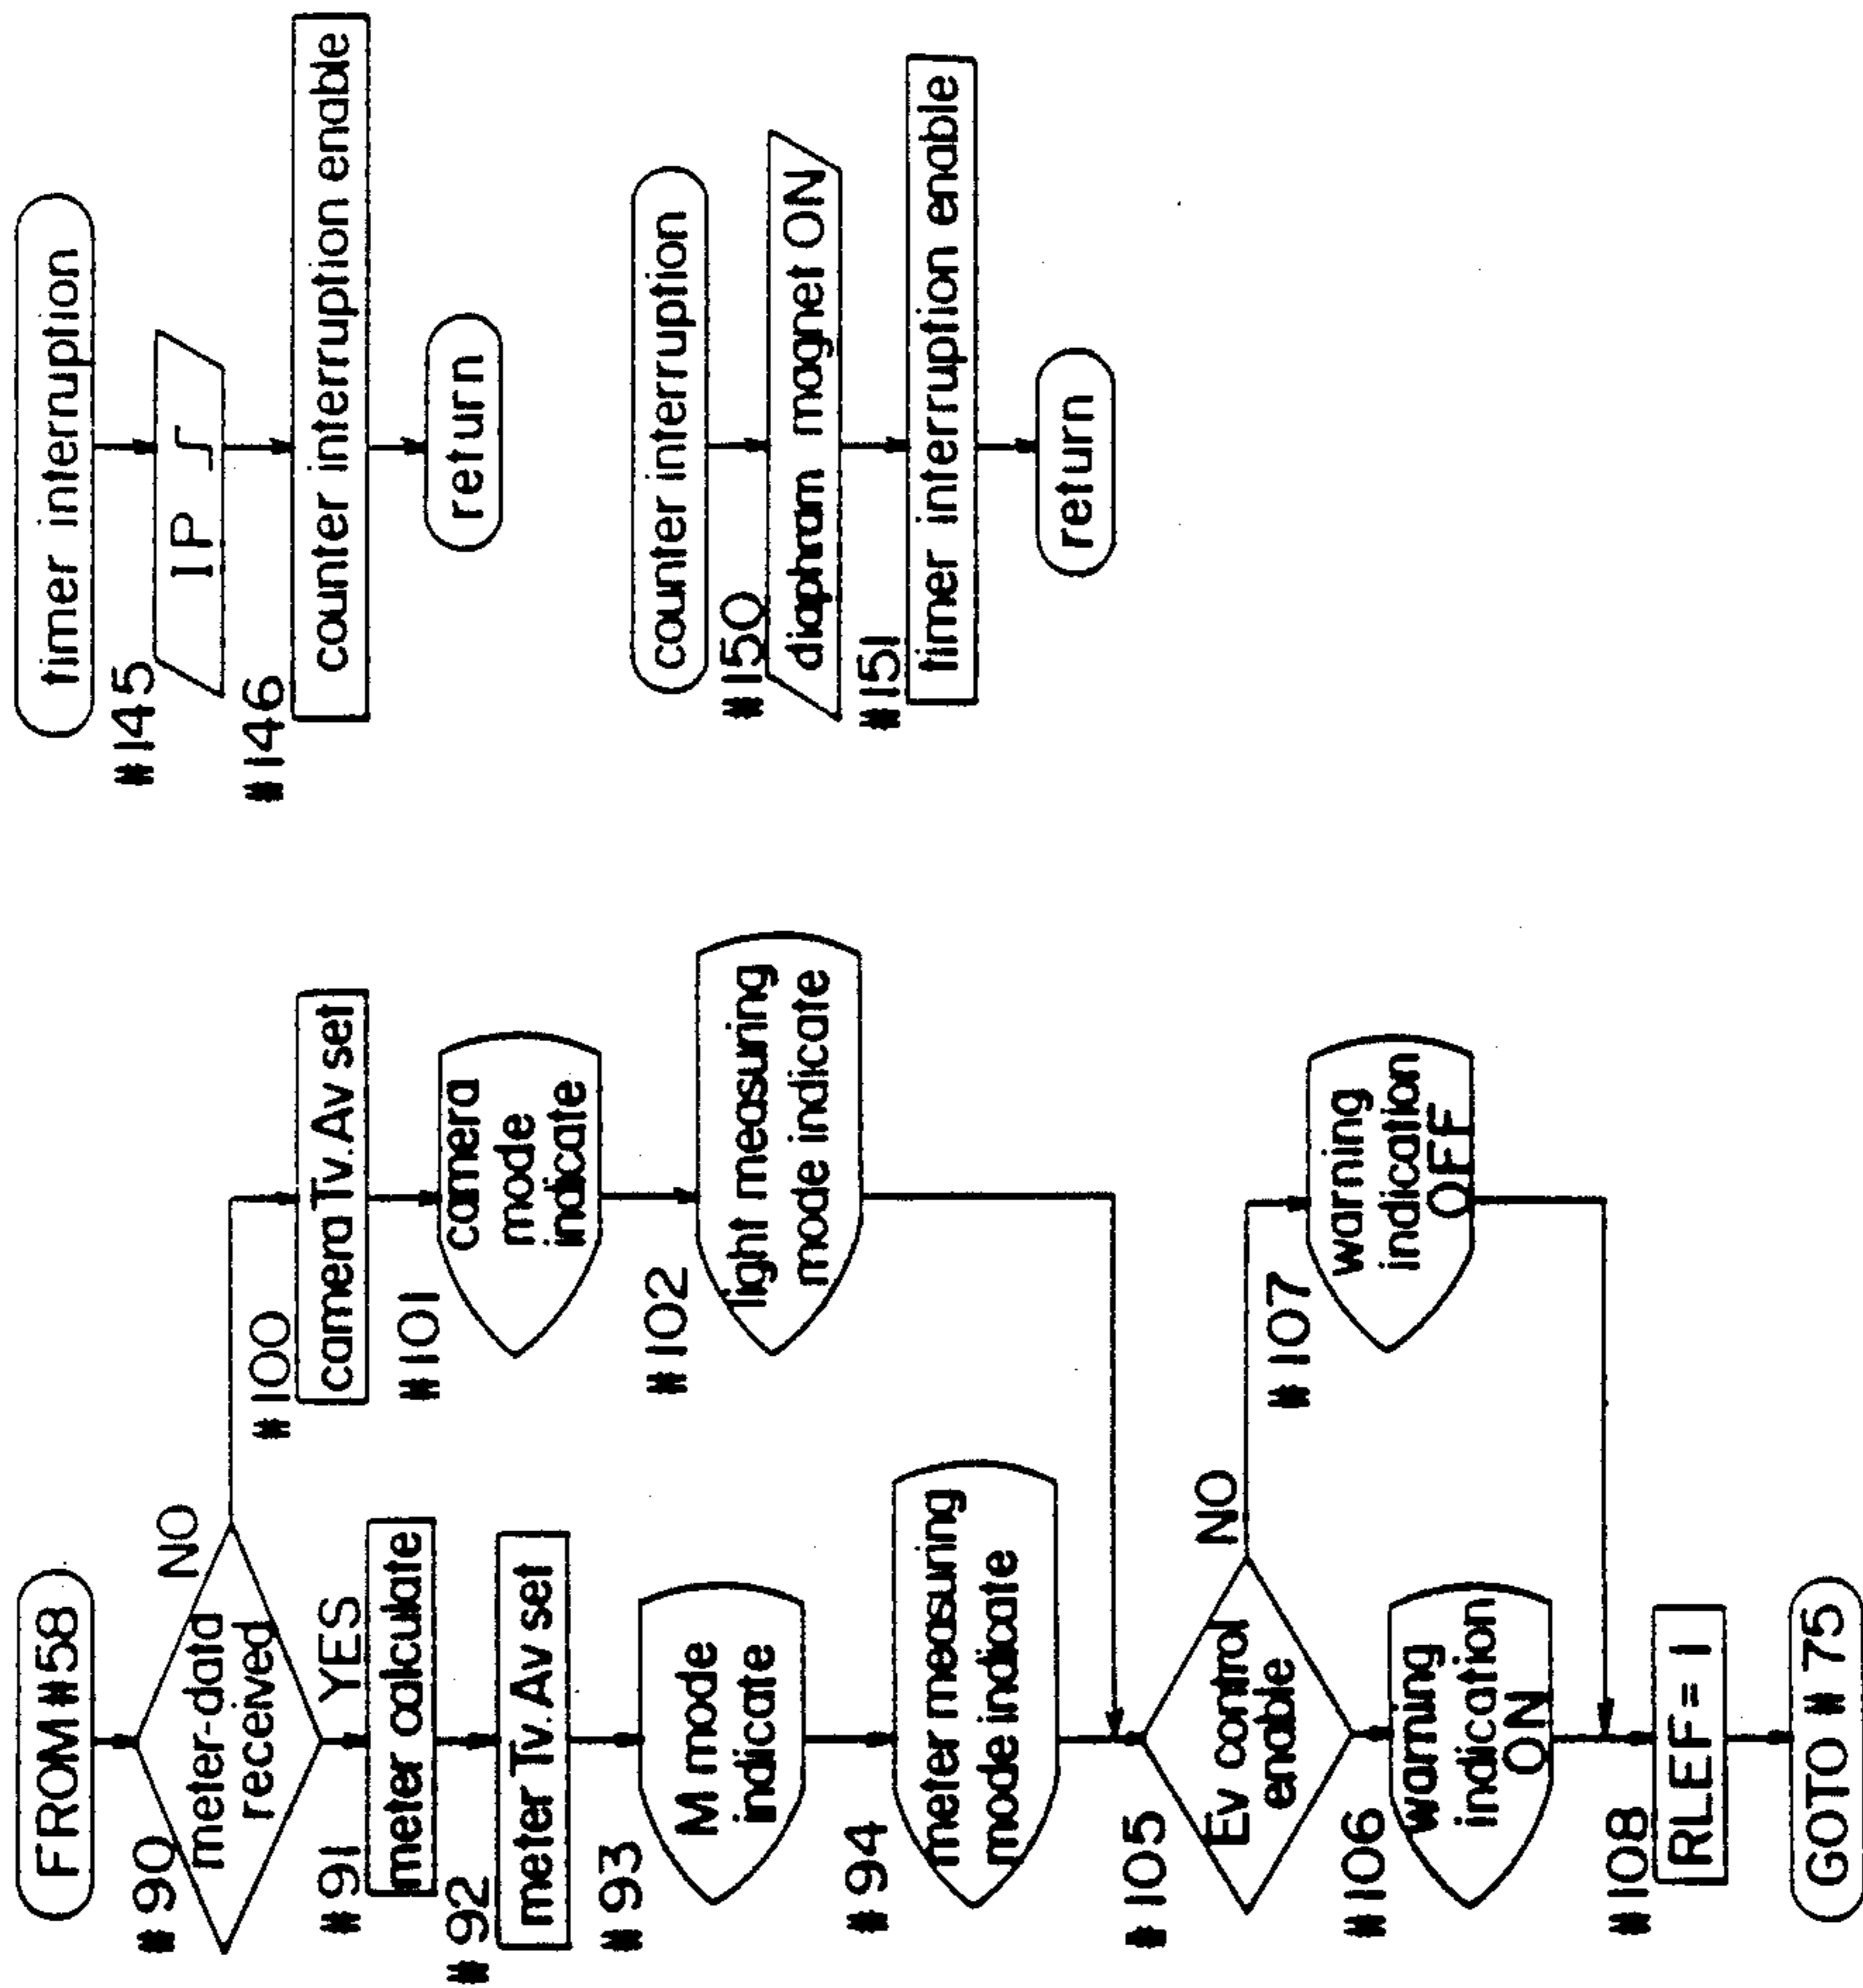 FROM #58
#90
meter-data
received
NO
YES
#91
meter calculate
#92
meter Tv.Av set
#93
M mode
indicate
#94
meter measuring
mode indicate
#100
camera Tv.Av set
#101
camera
mode
indicate
#102
light measuring
mode indicate
#105
Ev control
enable
NO
#106
warning
indication
ON
#107
warning
indication
OFF
#108
RLEF = 1
GOTO #75
timer interruption
#145
IP
#146
counter interruption enable
return
counter interruption
#150
diaphram mognet ON
#151
timer interruption enable
return